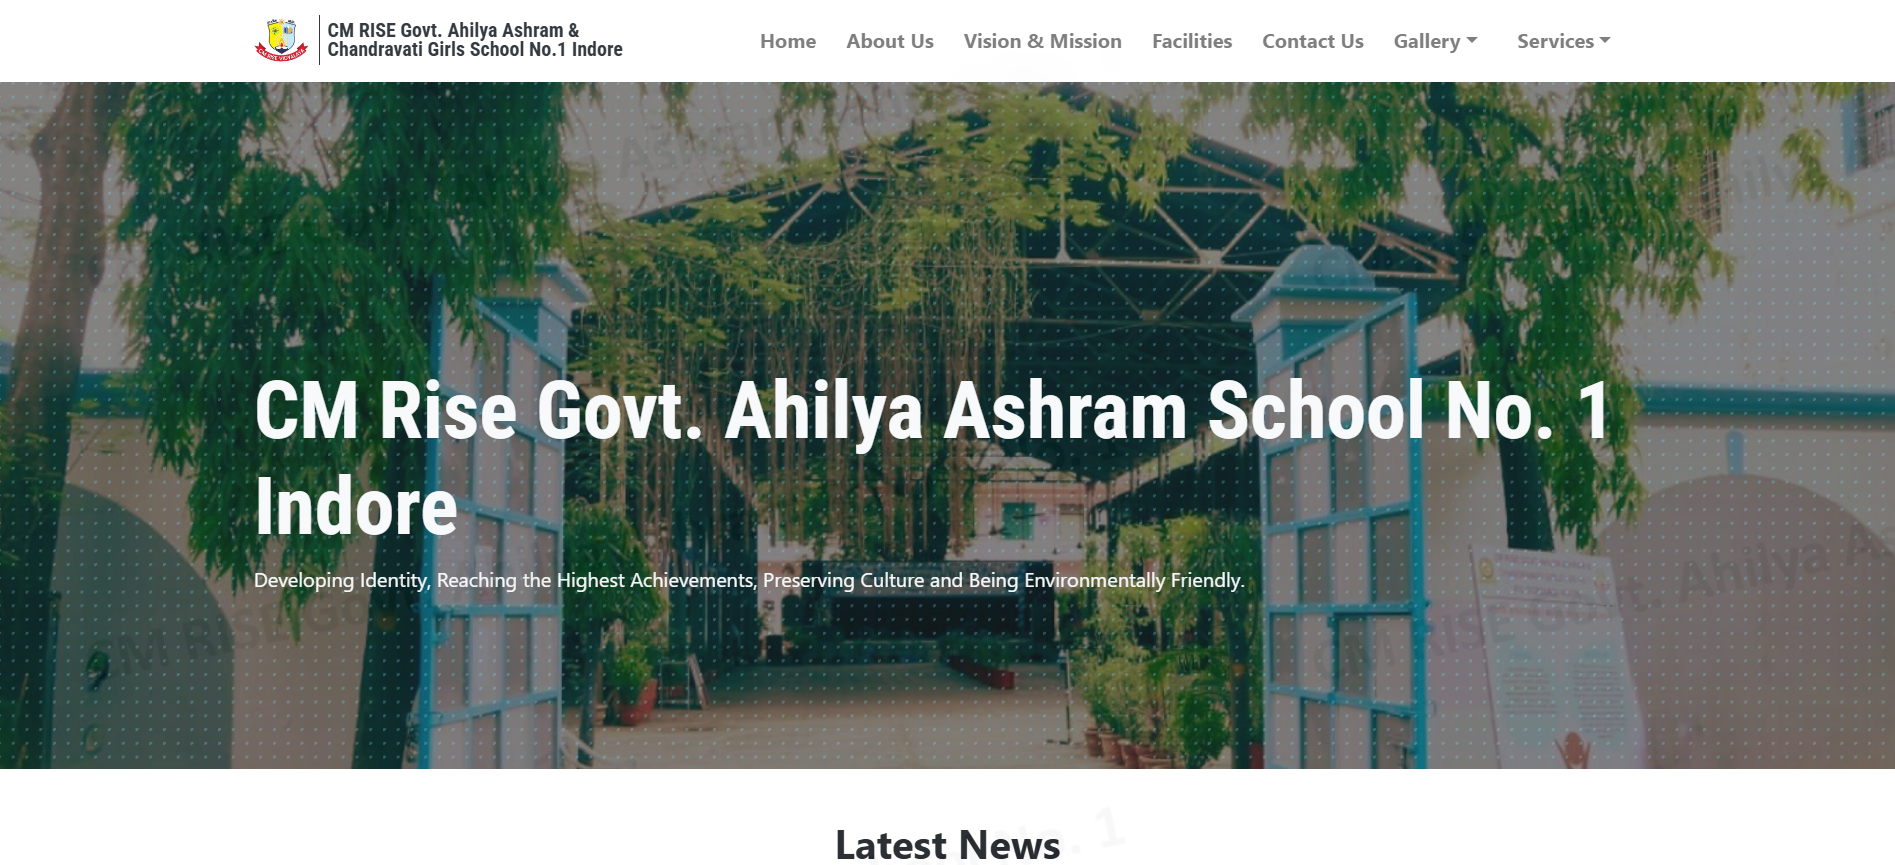 CM RISE Govt. Ahilya Ashram &
Chandravati Girls School No.1 Indore
Home
About Us
Vision & Mission
Facilities
Contact Us
Gallery
Services
CM Rise Govt. Ahilya Ashram School No. 1
Indore
Developing Identity, Reaching the Highest Achievements, Preserving Culture and Being Environmentally Friendly.
Latest News